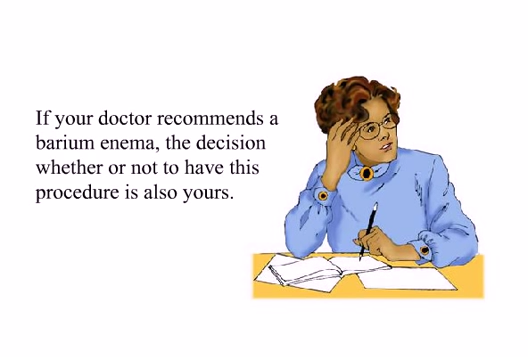 If your doctor recommends a
barium enema, the decision
whether or not to have this
procedure is also yours.